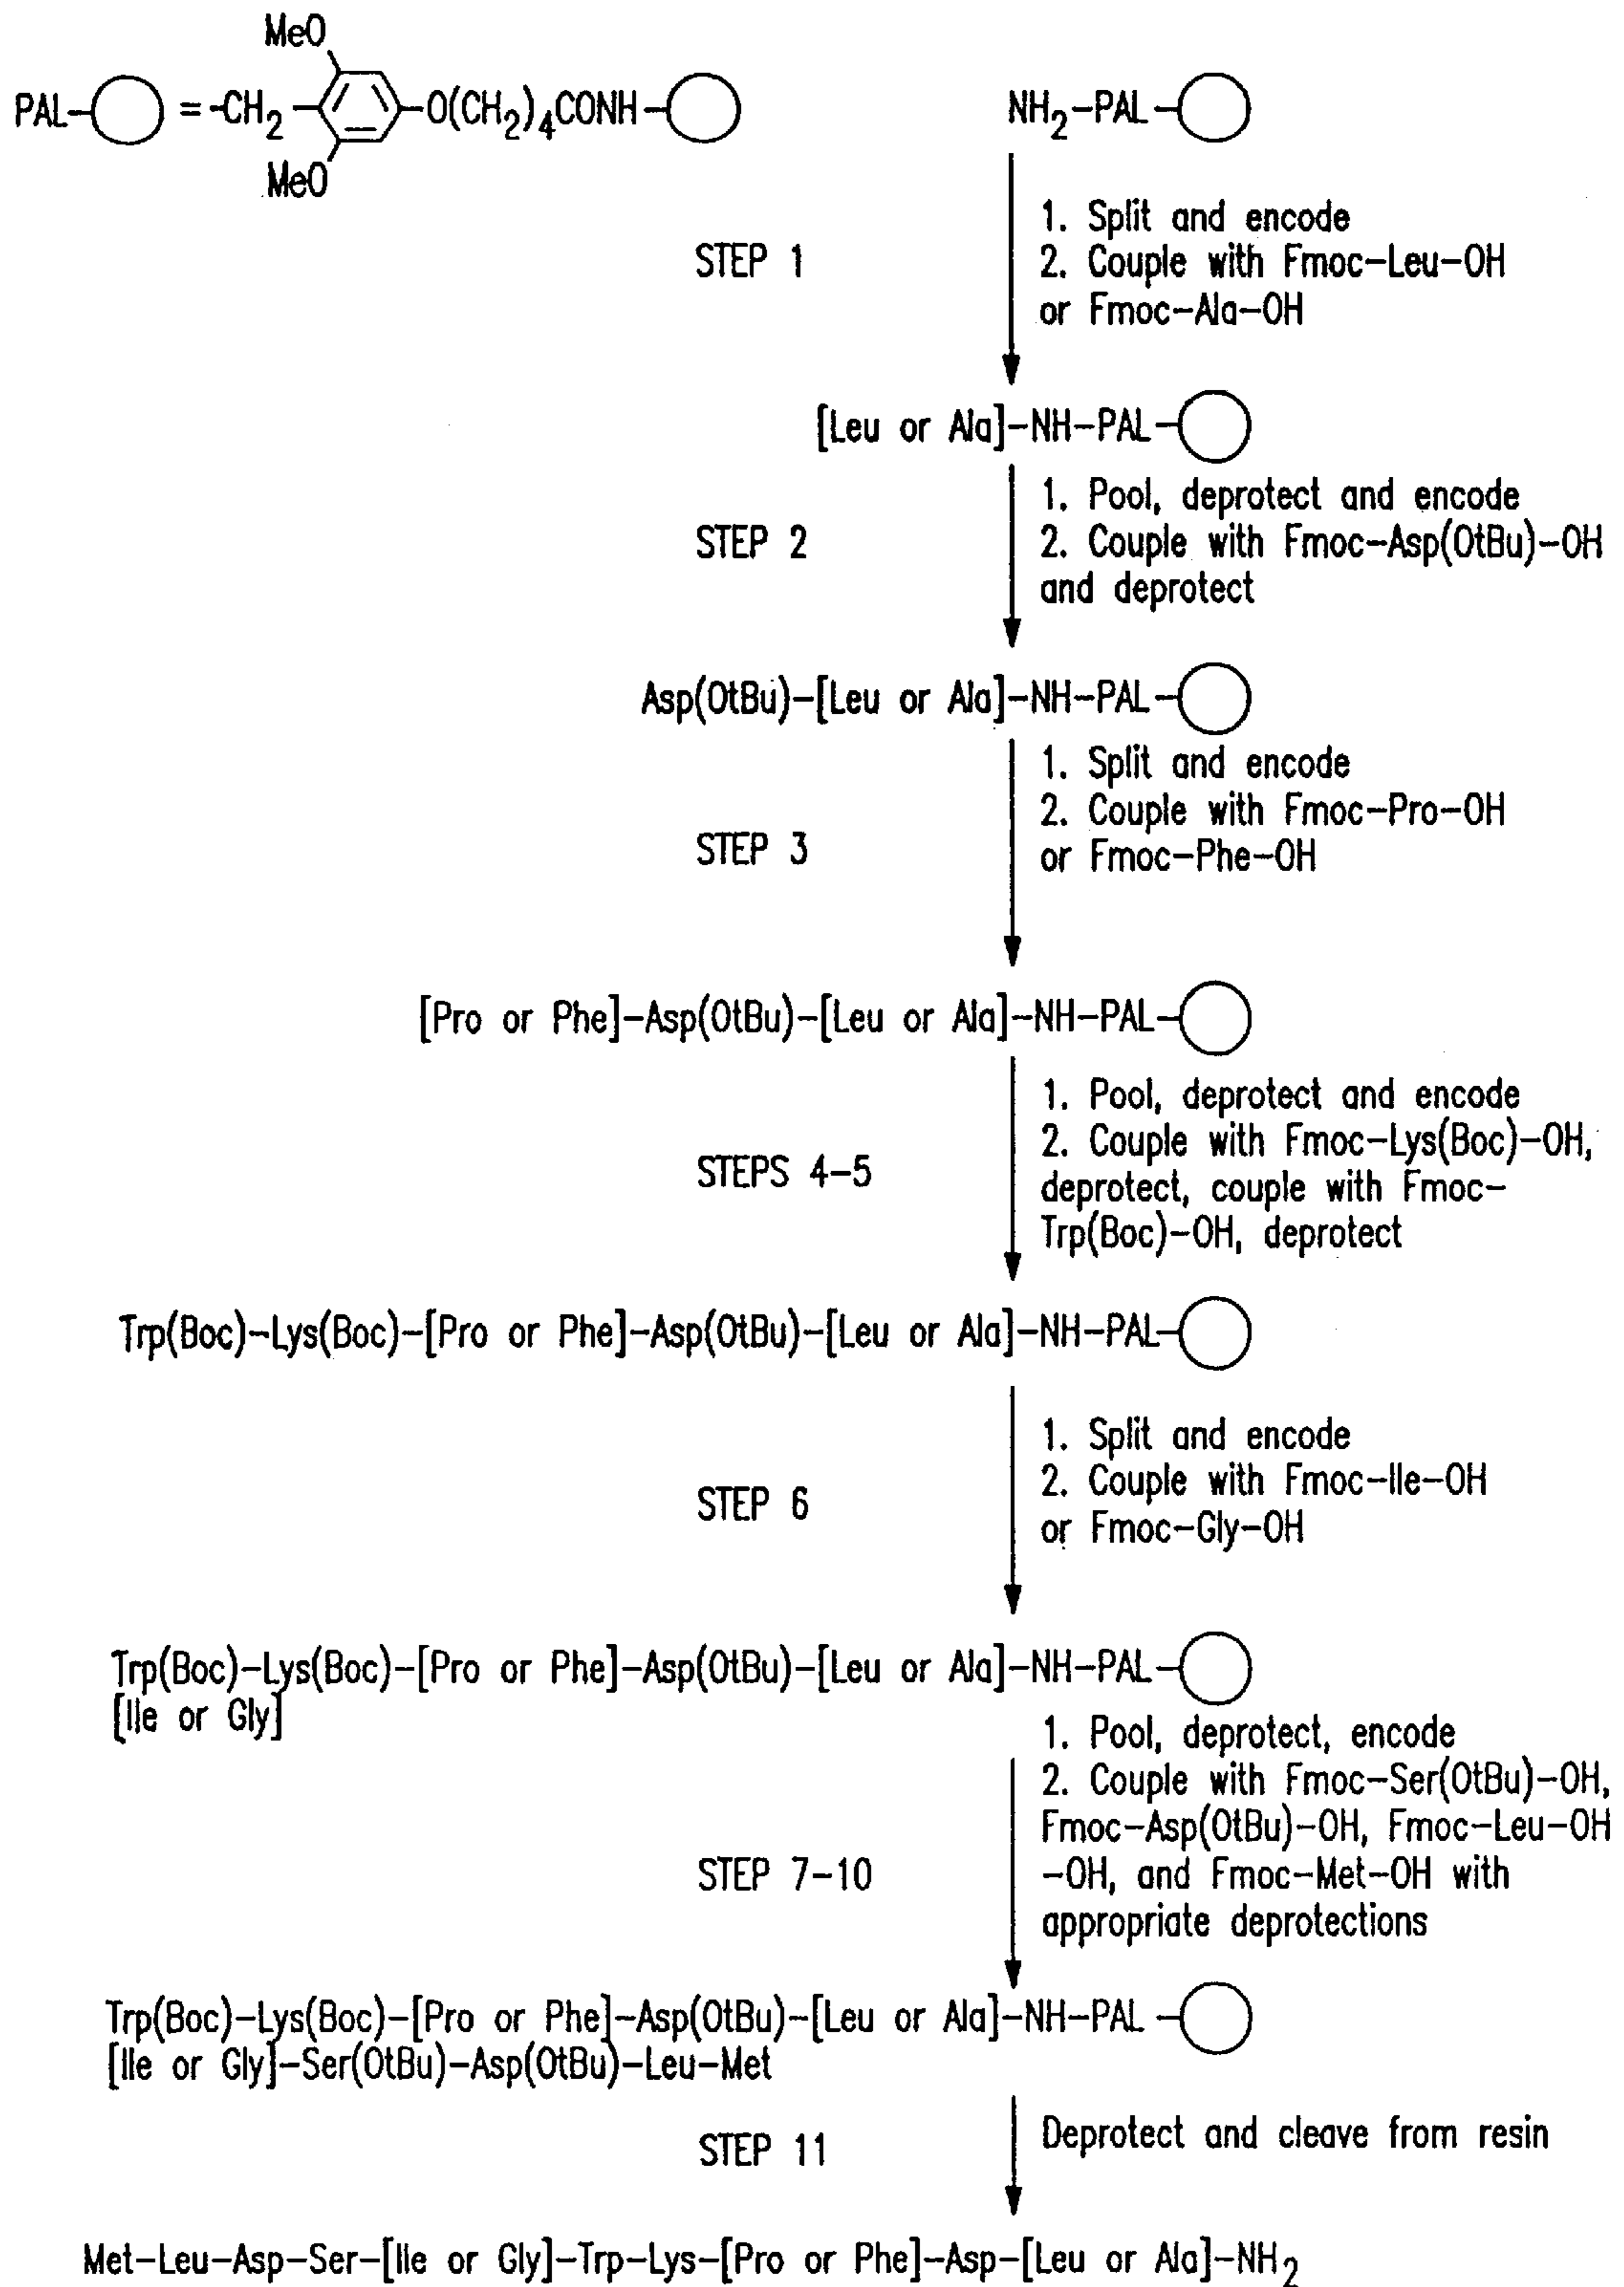 MeO
PAL- =-CH2 -O(CH2)4CONH-
MeO
NH2-PAL-
STEP 1
1. Split and encode
2. Couple with Fmoc-Leu-OH
or Fmoc-Ala-OH
[Leu or Ala]-NH-PAL-
STEP 2
1. Pool, deprotect and encode
2. Couple with Fmoc-Asp(OtBu)-OH
and deprotect
Asp(OtBu)-[Leu or Ala]-NH-PAL-
STEP 3
1. Split and encode
2. Couple with Fmoc-Pro-OH
or Fmoc-Phe-OH
[Pro or Phe]-Asp(OtBu)-[Leu or Ala]-NH-PAL-
STEPS 4-5
1. Pool, deprotect and encode
2. Couple with Fmoc-Lys(Boc)-OH,
deprotect, couple with Fmoc-
Trp(Boc)-OH, deprotect
Trp(Boc)-Lys(Boc)-[Pro or Phe]-Asp(OtBu)-[Leu or Ala]-NH-PAL-
STEP 6
1. Split and encode
2. Couple with Fmoc-Ile-OH
or Fmoc-Gly-OH
Trp(Boc)-Lys(Boc)-[Pro or Phe]-Asp(OtBu)-[Leu or Ala]-NH-PAL-
[Ile or Gly]
STEP 7-10
1. Pool, deprotect, encode
2. Couple with Fmoc-Ser(OtBu)-OH,
Fmoc-Asp(OtBu)-OH, Fmoc-Leu-OH
-OH, and Fmoc-Met-OH with
appropriate deprotections
Trp(Boc)-Lys(Boc)-[Pro or Phe]-Asp(OtBu)-[Leu or Ala]-NH-PAL-
[Ile or Gly]-Ser(OtBu)-Asp(OtBu)-Leu-Met
STEP 11
Deprotect and cleave from resin
Met-Leu-Asp-Ser-[Ile or Gly]-Trp-Lys-[Pro or Phe]-Asp-[Leu or Ala]-NH2